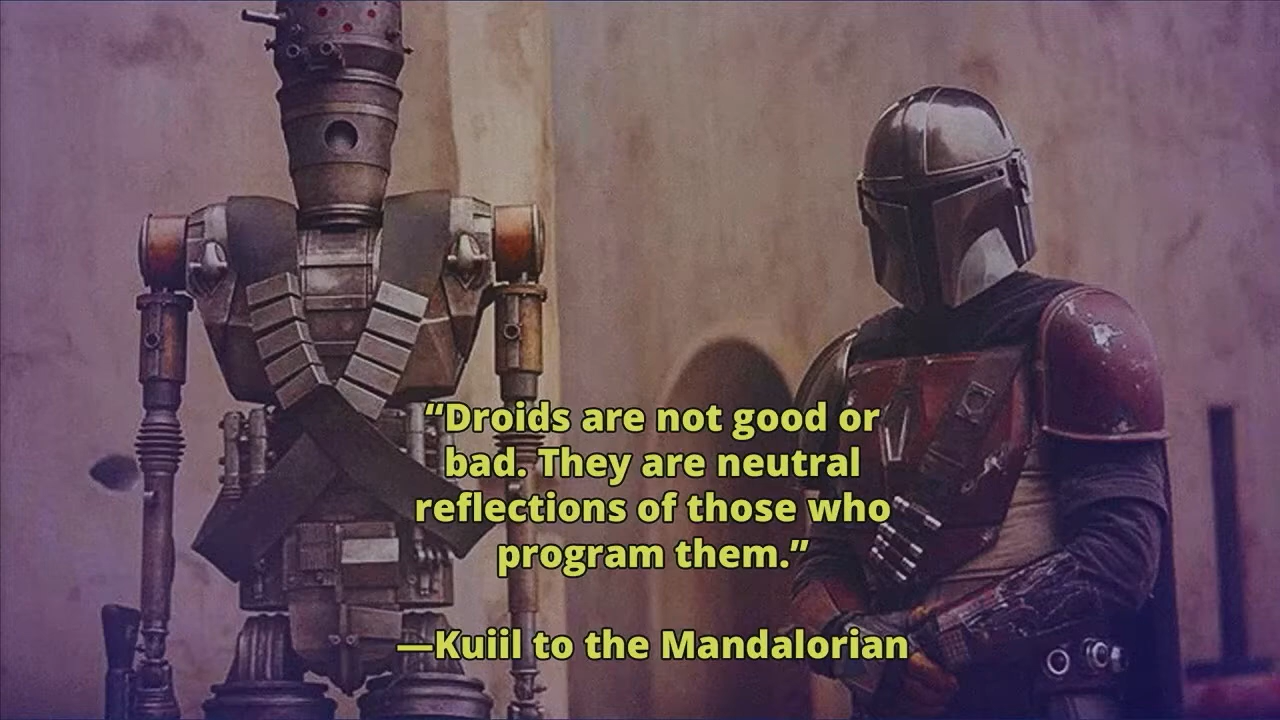 “Droids are not good or
bad. They are neutral
reflections of those who
program them.”
—Kuiil to the Mandalorian